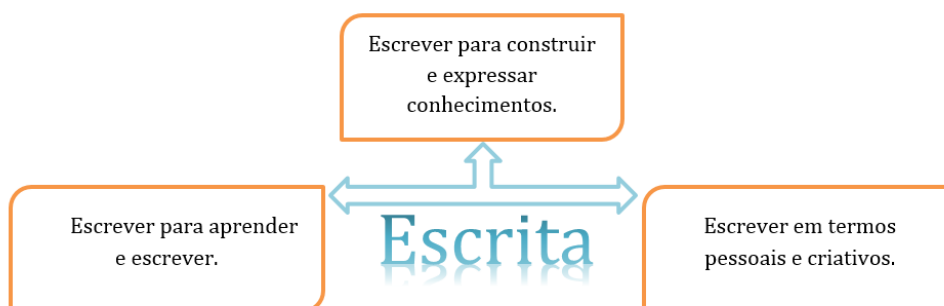 Escrever para construir
e expressar
conhecimentos.
Escrever para aprender
e escrever.
Escrita
Escrever em termos
pessoais e criativos.